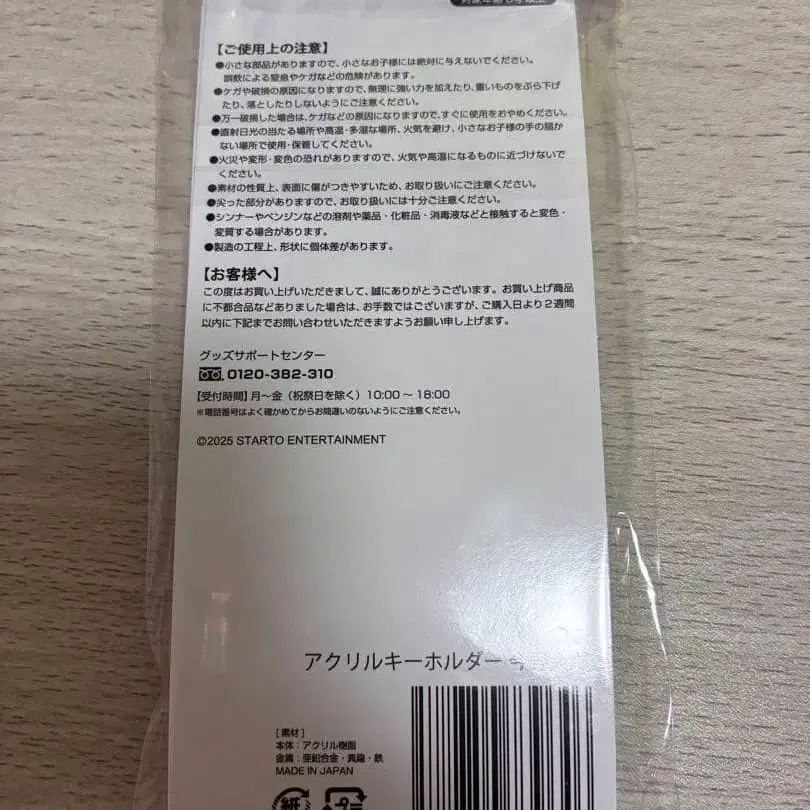 【ご使用上の注意】
●小さな部品がありますので、小さなお子様には絶対に与えないでください。
誤飲による窒息やケガなどの危険があります。
●ケガや破損の原因になりますので、無理に強い力を加えたり、重いものをぶら下げ
たり、落としたりしないようにご注意ください。
●万一破損した場合は、ケガなどの原因になりますので、すぐに使用をおやめください。
●直射日光の当たる場所や高温・多湿な場所、火気を避け、小さなお子様の手の届か
ない場所で使用・保管してください。
●火災や変形・変色の恐れがありますので、火気や高温になるものに近づけないで
ください。
●素材の性質上、表面に傷がつきやすいため、お取り扱いにご注意ください。
●尖った部分がありますので、お取り扱いには十分ご注意ください。
●シンナーやベンジンなどの溶剤や薬品・化粧品・消毒液などと接触すると変色・
変質する場合があります。
●製造の工程上、形状に個体差があります。
【お客様へ】
この度はお買い上げいただきまして、誠にありがとうございます。お買い上げ商品
に不都合品などありました場合は、お手数ではございますが、ご購入日より2週間
以内に下記までお問い合わせいただきますようお願い申し上げます。
グッズサポートセンター
0120-382-310
【受付時間】月～金（祝祭日を除く）10:00～18:00
※電話番号はよく確かめてからお間違いのないようにご注意ください。
©2025 STARTO ENTERTAINMENT
アクリルキーホルダー
[素材]
本体：アクリル樹脂
金属：亜鉛合金・真鍮・鉄
MADE IN JAPAN
紙
プラ